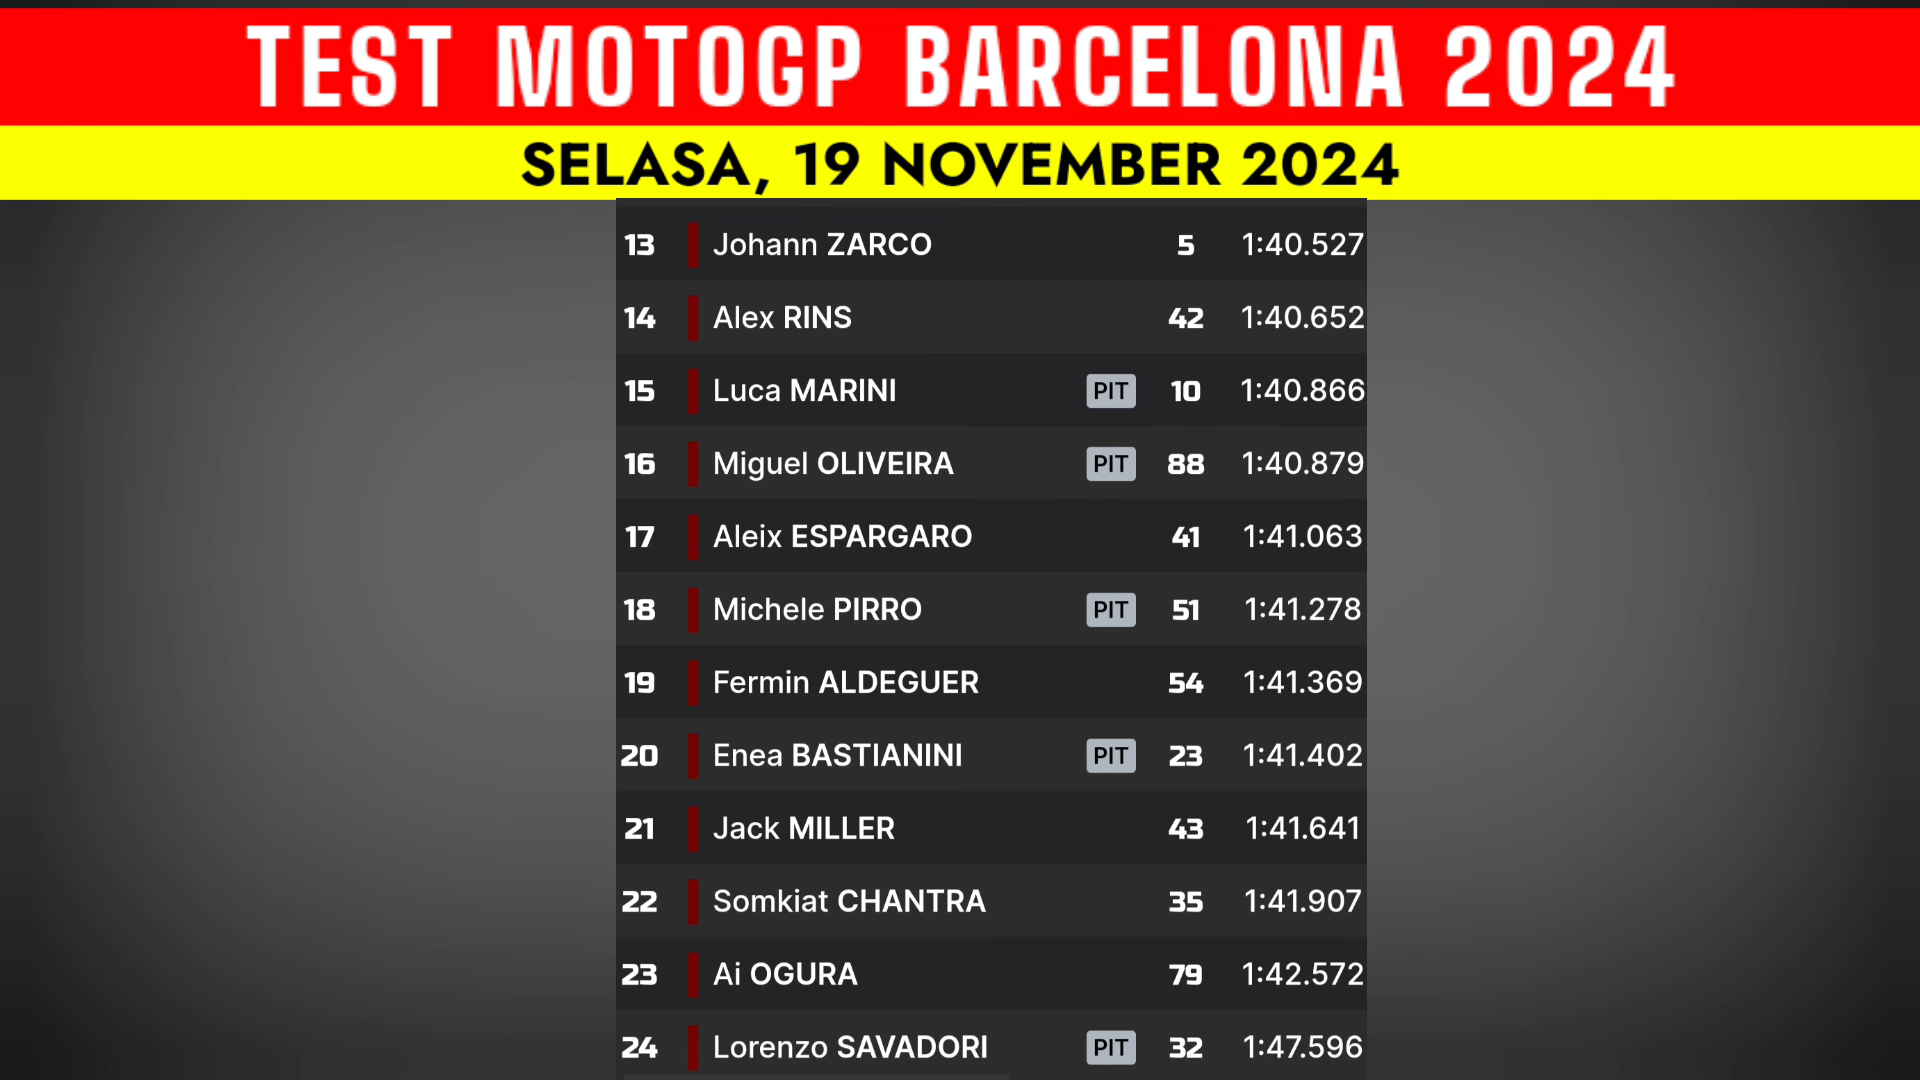 TEST MOTOGP BARCELONA 2024
SELASA, 19 NOVEMBER 2024
13 Johann ZARCO 5 1:40.527
14 Alex RINS 42 1:40.652
15 Luca MARINI PIT 10 1:40.866
16 Miguel OLIVEIRA PIT 88 1:40.879
17 Aleix ESPARGARO 41 1:41.063
18 Michele PIRRO PIT 51 1:41.278
19 Fermin ALDEGUER 54 1:41.369
20 Enea BASTIANINI PIT 23 1:41.402
21 Jack MILLER 43 1:41.641
22 Somkiat CHANTRA 35 1:41.907
23 Ai OGURA 79 1:42.572
24 Lorenzo SAVADORI PIT 32 1:47.596